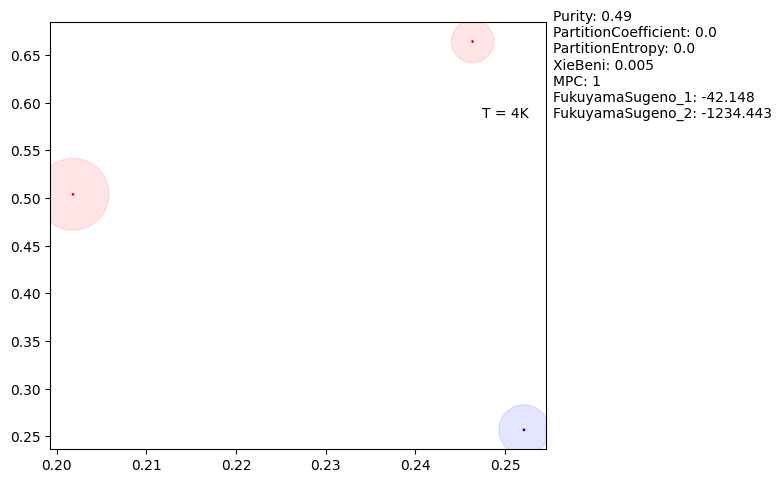 Purity: 0.49
PartitionCoefficient: 0.0
PartitionEntropy: 0.0
XieBeni: 0.005
MPC: 1
FukuyamaSugeno_1: -42.148
FukuyamaSugeno_2: -1234.443
T = 4K
0.65
0.60
0.55
0.50
0.45
0.40
0.35
0.30
0.25
0.20 0.21 0.22 0.23 0.24 0.25